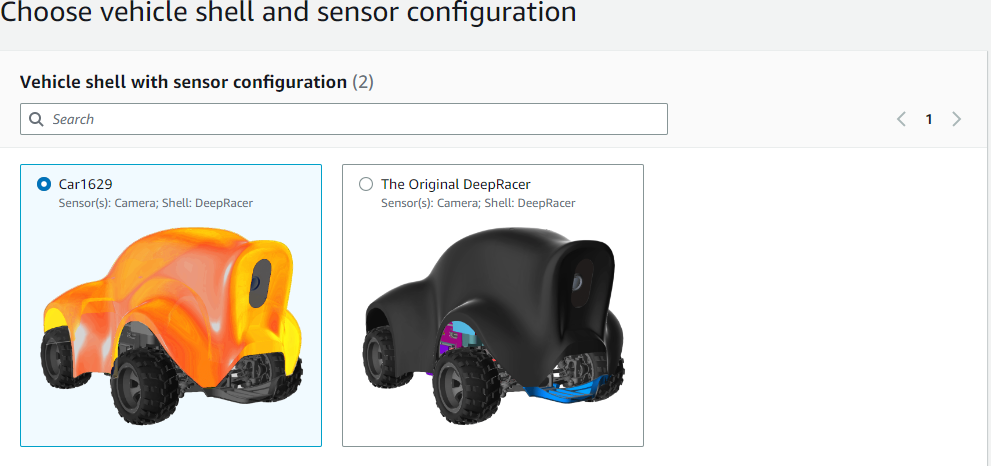 Choose vehicle shell and sensor configuration
Vehicle shell with sensor configuration (2)
Search
1
Car1629
Sensor(s): Camera; Shell: DeepRacer
The Original DeepRacer
Sensor(s): Camera; Shell: DeepRacer